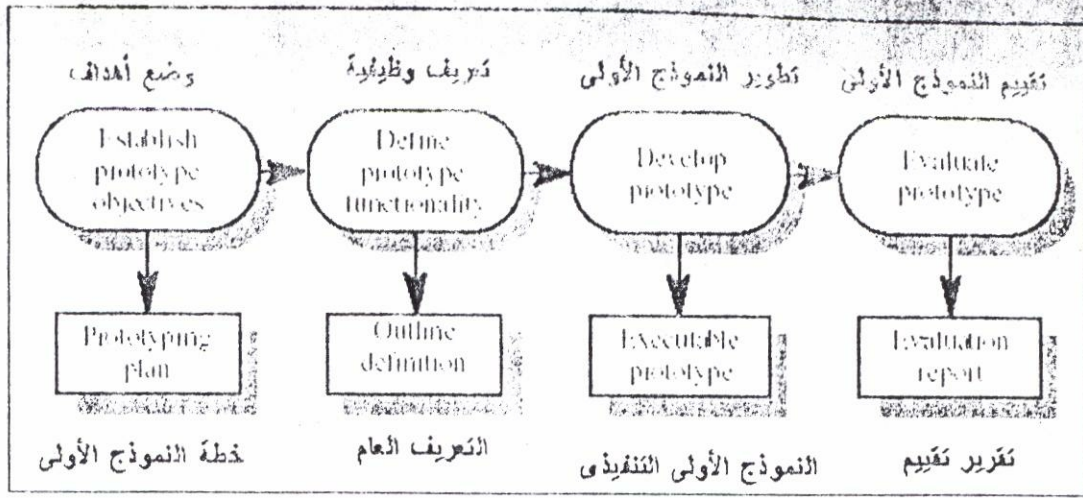 وضع أهداف
تعريف وظيفية
تطوير النموذج الأولى
تقييم النموذج الأولى
Establish
prototype
objectives
Define
prototype
functionality
Develop
prototype
Evaluate
prototype
Prototyping
plan
Outline
definition
Executable
prototype
Evaluation
report
خطة النموذج الأولى
التعريف العام
النموذج الأولى التنفيذى
تقرير تقييم